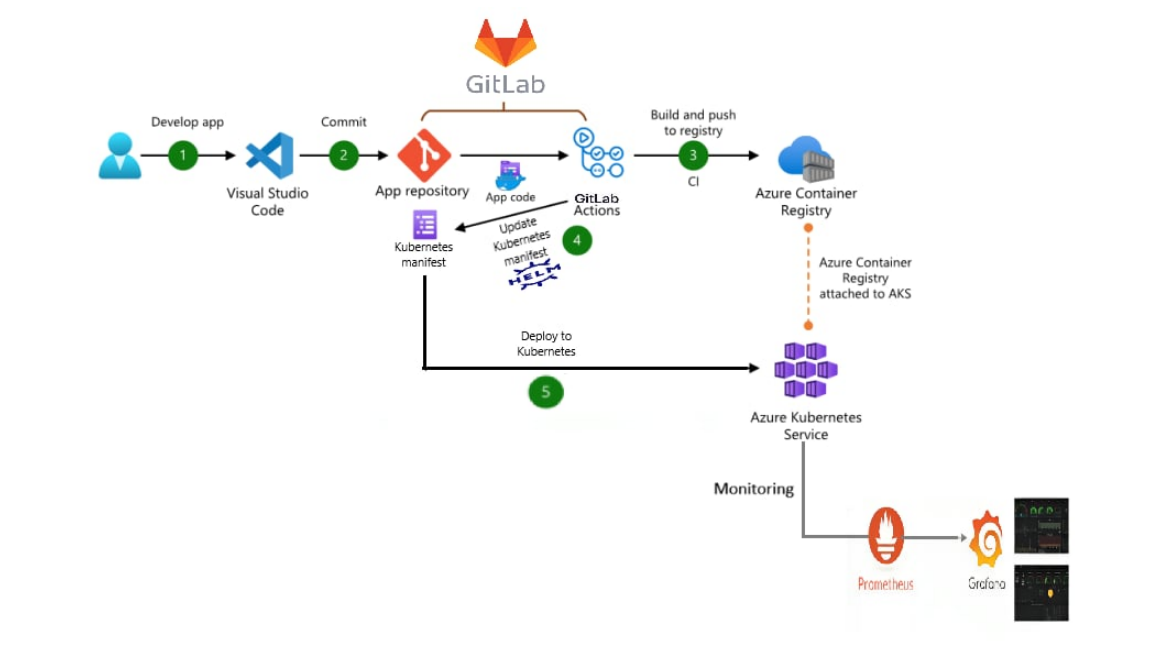 GitLab
Develop app
1
Visual Studio
Code
Commit
2
App repository
App code
GitLab
Actions
Build and push
to registry
3
CI
Azure Container
Registry
Kubernetes
manifest
Update
Kubernetes
manifest
HELM
4
Azure Container
Registry
attached to AKS
Deploy to
Kubernetes
5
Azure Kubernetes
Service
Monitoring
Prometheus
Grafana